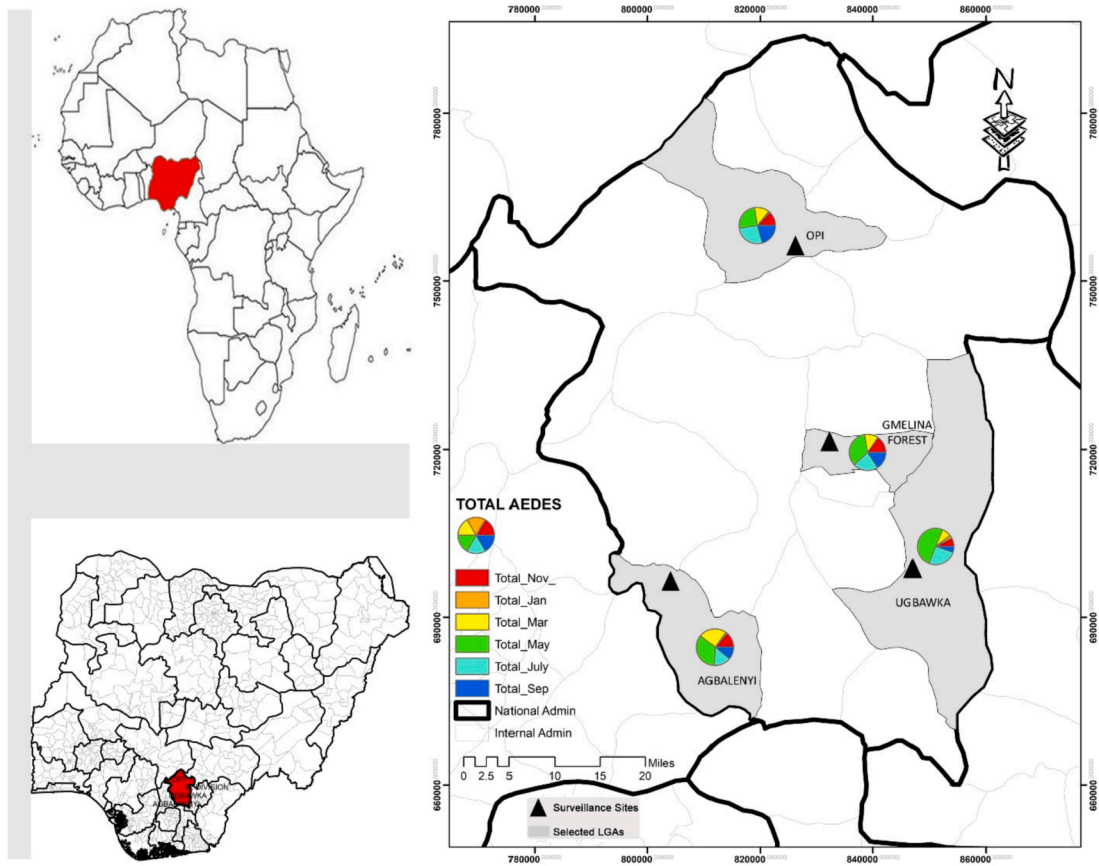 780000 800000 820000 840000 860000
N
780000
780000
OPI
750000
750000
GMELINA
FOREST
720000
720000
TOTAL AEDES
Total_Nov_
Total_Jan
Total_Mar
Total_May
Total_July
Total_Sep
National Admin
Internal Admin
UGBAWKA
690000
690000
AGBALENYI
0 2.5 5 10 15 20 Miles
660000
660000
Surveillance Sites
Selected LGAs
780000 800000 820000 840000 860000